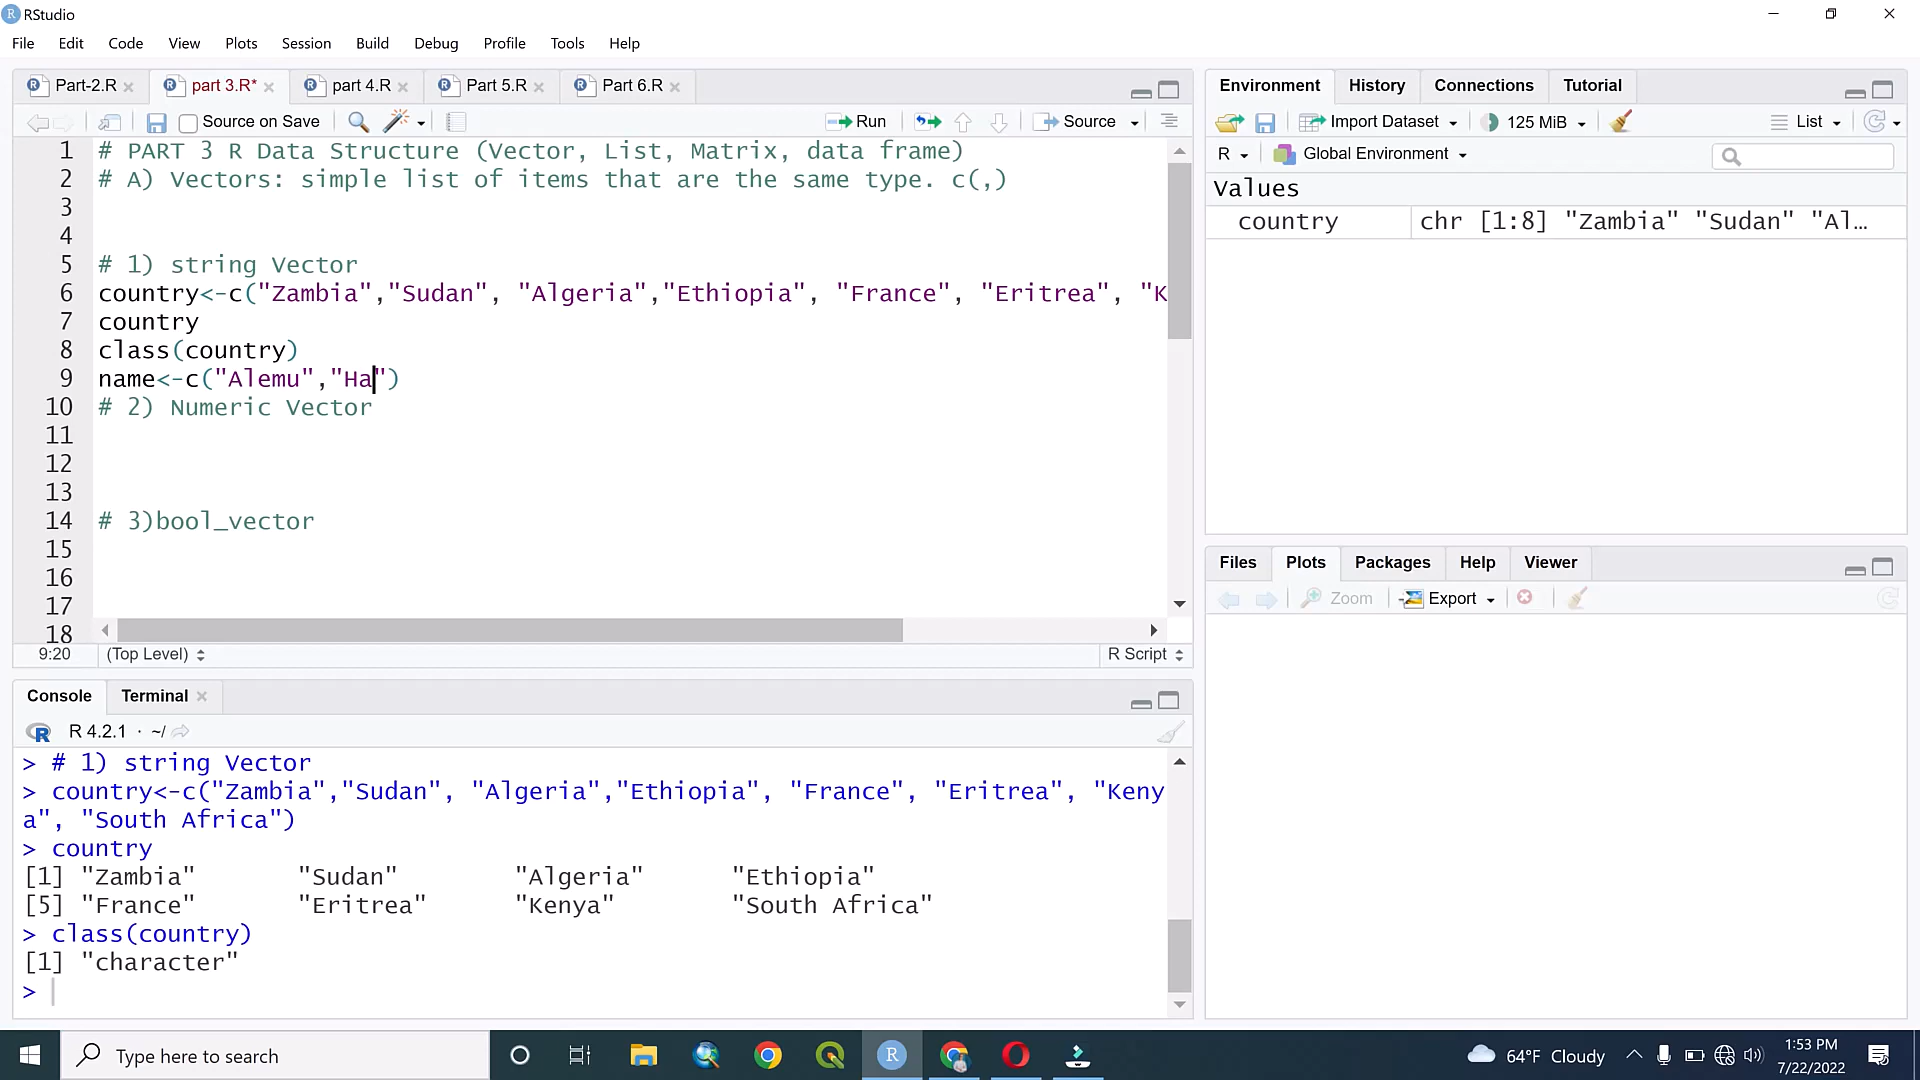 RStudio
File Edit Code View Plots Session Build Debug Profile Tools Help
Part-2.R part 3.R* part 4.R Part 5.R Part 6.R
Source on Save Run Source
1 # PART 3 R Data Structure (Vector, List, Matrix, data frame)
2 # A) Vectors: simple list of items that are the same type. c(,)
3
4
5 # 1) string Vector
6 country<-c("Zambia","Sudan", "Algeria","Ethiopia", "France", "Eritrea", "K
7 country
8 class(country)
9 name<-c("Alemu","Ha")
10 # 2) Numeric Vector
11
12
13
14 # 3)bool_vector
15
16
17
18
9:20 (Top Level) R Script
Console Terminal
R 4.2.1 · ~/
> # 1) string Vector
> country<-c("Zambia","Sudan", "Algeria","Ethiopia", "France", "Eritrea", "Keny
a", "South Africa")
> country
[1] "Zambia" "Sudan" "Algeria" "Ethiopia"
[5] "France" "Eritrea" "Kenya" "South Africa"
> class(country)
[1] "character"
>
Environment History Connections Tutorial
Import Dataset 125 MiB List
R Global Environment
Values
country chr [1:8] "Zambia" "Sudan" "Al…
Files Plots Packages Help Viewer
Zoom Export
Type here to search
64°F Cloudy
1:53 PM
7/22/2022